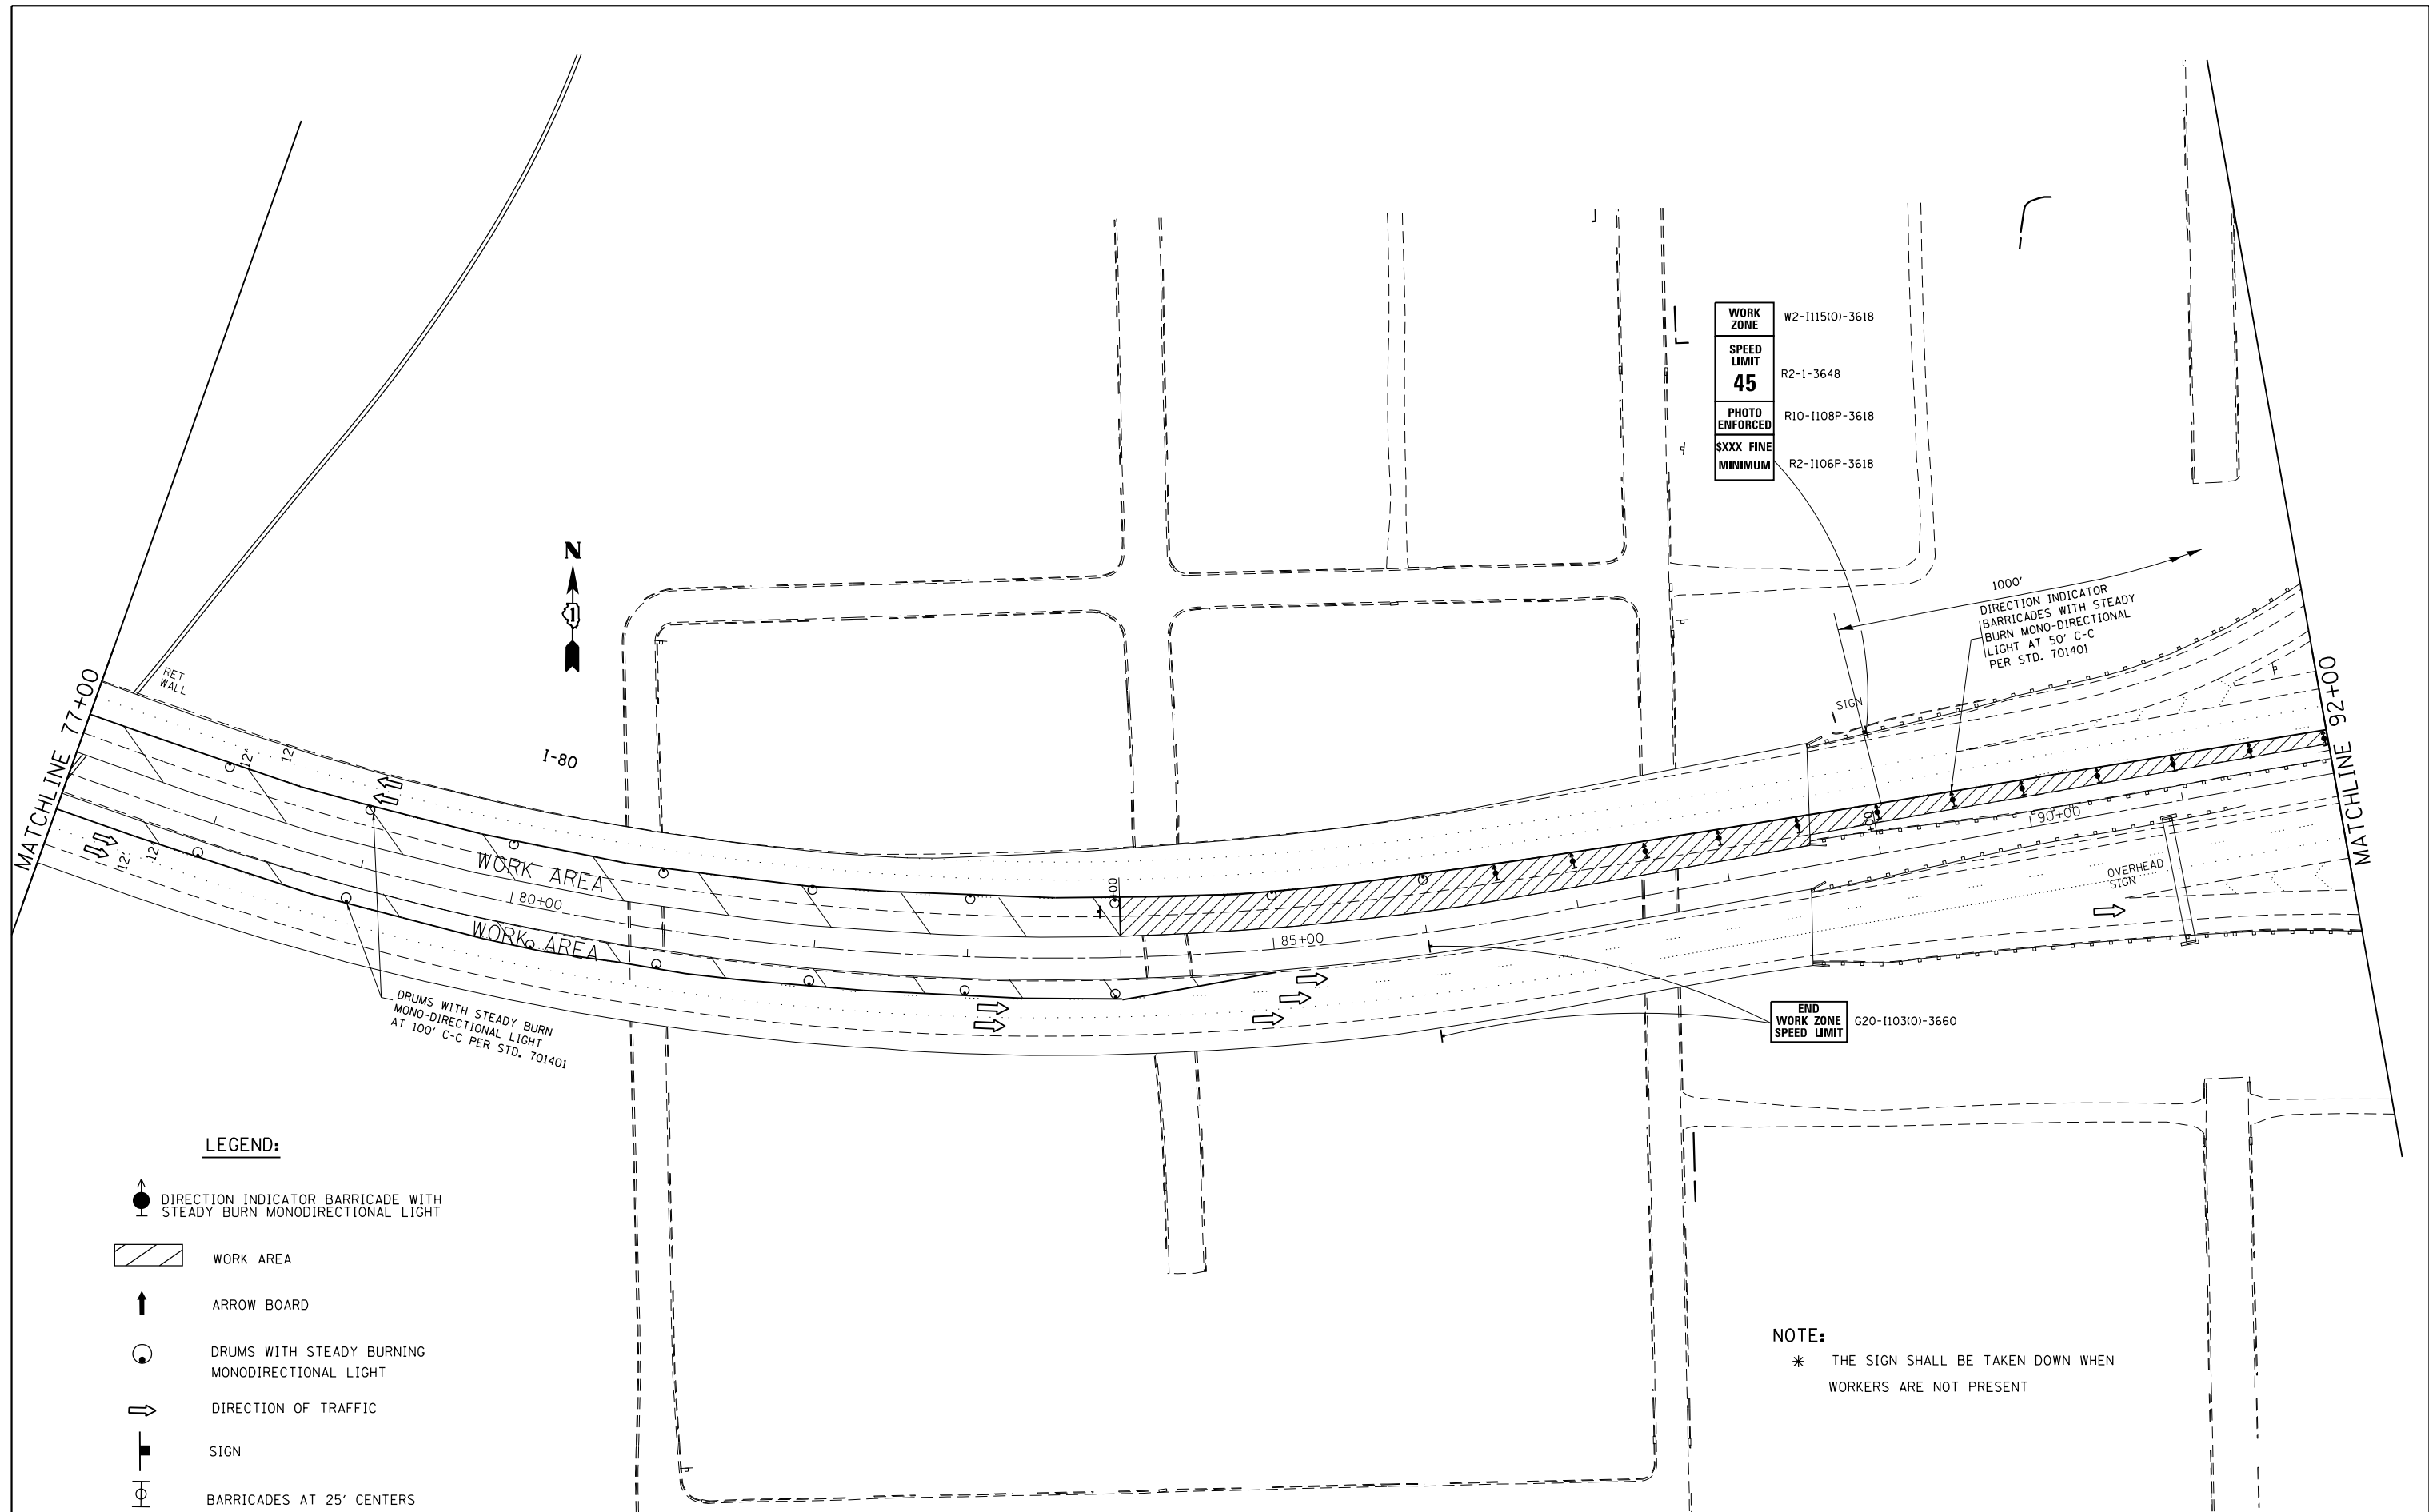 WORK
ZONE
W2-I115(O)-3618
SPEED
LIMIT
45
R2-1-3648
PHOTO
ENFORCED
R10-I108P-3618
$XXX FINE
MINIMUM
R2-I106P-3618
N
1000'
DIRECTION INDICATOR
BARRICADES WITH STEADY
BURN MONO-DIRECTIONAL
LIGHT AT 50' C-C
PER STD. 701401
MATCHLINE 77+00
RET
WALL
I-80
12'
12'
12'
12'
WORK AREA
80+00
WORK AREA
+00
85+00
SIGN
+00
90+00
MATCHLINE 92+00
OVERHEAD
SIGN
DRUMS WITH STEADY BURN
MONO-DIRECTIONAL LIGHT
AT 100' C-C PER STD. 701401
END
WORK ZONE
SPEED LIMIT
G20-I103(O)-3660
LEGEND:
DIRECTION INDICATOR BARRICADE WITH
STEADY BURN MONODIRECTIONAL LIGHT
WORK AREA
ARROW BOARD
DRUMS WITH STEADY BURNING
MONODIRECTIONAL LIGHT
DIRECTION OF TRAFFIC
SIGN
BARRICADES AT 25' CENTERS
NOTE:
* THE SIGN SHALL BE TAKEN DOWN WHEN
WORKERS ARE NOT PRESENT